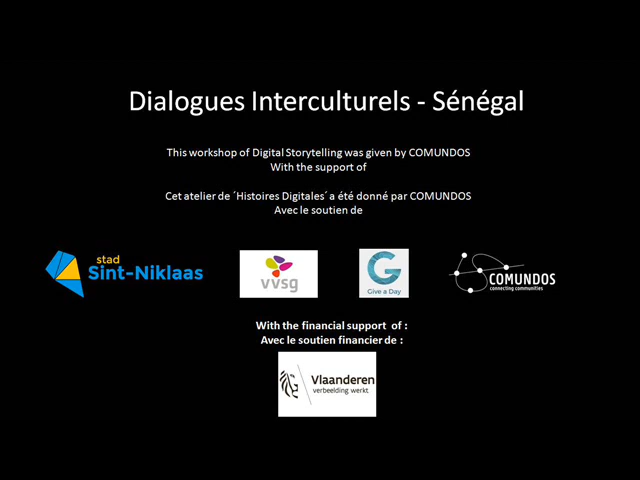 Dialogues Interculturels - Sénégal
This workshop of Digital Storytelling was given by COMUNDOS
With the support of
Cet atelier de ´Histoires Digitales´ a été donné par COMUNDOS
Avec le soutien de
stad
Sint-Niklaas
vvsg
G
Give a Day
COMUNDOS
connecting communities
With the financial support of :
Avec le soutien financier de :
Vlaanderen
verbeelding werkt